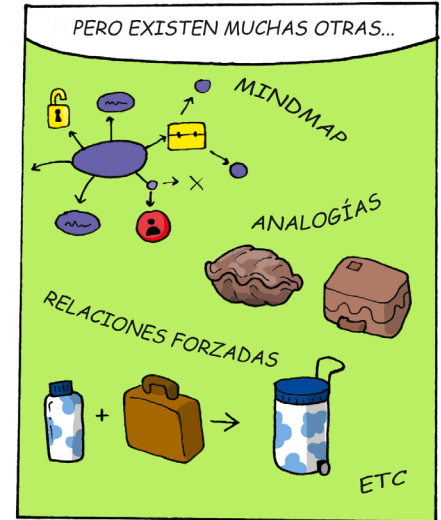 PERO EXISTEN MUCHAS OTRAS...
MINDMAP
ANALOGÍAS
RELACIONES FORZADAS
ETC